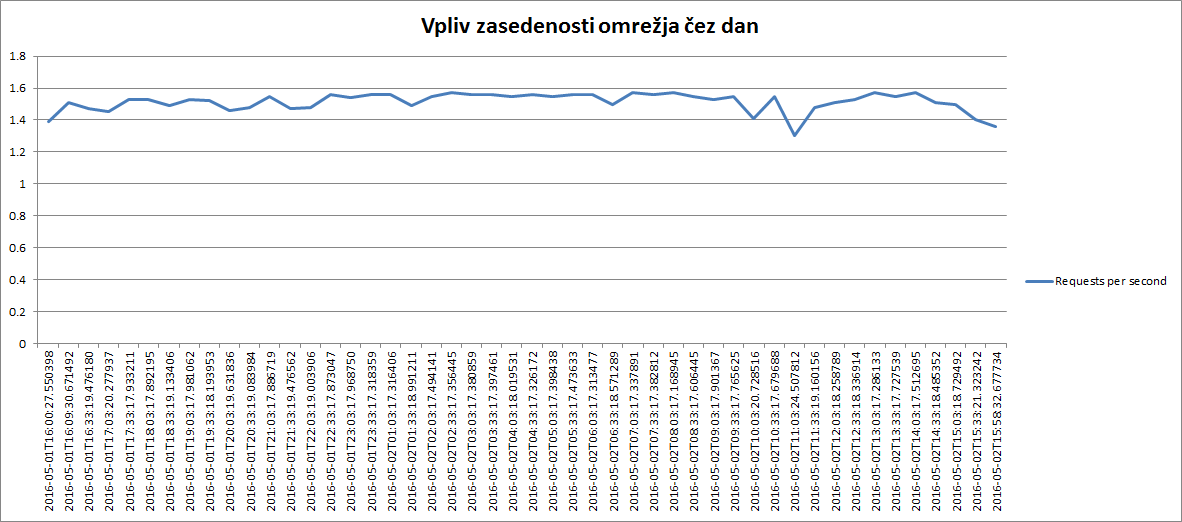 Vpliv zasedenosti omrežja čez dan
1.8
1.6
1.4
1.2
1
0.8
0.6
0.4
0.2
0
2016-05-01T16:00:27.550398
2016-05-01T16:09:30.671492
2016-05-01T16:33:19.476180
2016-05-01T17:03:20.277937
2016-05-01T17:33:17.933211
2016-05-01T18:03:17.892195
2016-05-01T18:33:19.133406
2016-05-01T19:03:17.981062
2016-05-01T19:33:18.193953
2016-05-01T20:03:19.631836
2016-05-01T20:33:19.083984
2016-05-01T21:03:17.886719
2016-05-01T21:33:19.476562
2016-05-01T22:03:19.003906
2016-05-01T22:33:17.873047
2016-05-01T23:03:17.968750
2016-05-01T23:33:17.318359
2016-05-02T01:03:17.316406
2016-05-02T01:33:18.991211
2016-05-02T02:03:17.494141
2016-05-02T02:33:17.356445
2016-05-02T03:03:17.380859
2016-05-02T03:33:17.397461
2016-05-02T04:03:18.019531
2016-05-02T04:33:17.326172
2016-05-02T05:03:17.398438
2016-05-02T05:33:17.473633
2016-05-02T06:03:17.313477
2016-05-02T06:33:18.571289
2016-05-02T07:03:17.337891
2016-05-02T07:33:17.382812
2016-05-02T08:03:17.168945
2016-05-02T08:33:17.606445
2016-05-02T09:03:17.901367
2016-05-02T09:33:17.765625
2016-05-02T10:03:20.728516
2016-05-02T10:33:17.679688
2016-05-02T11:03:24.507812
2016-05-02T11:33:19.160156
2016-05-02T12:03:18.258789
2016-05-02T12:33:18.336914
2016-05-02T13:03:17.286133
2016-05-02T13:33:17.727539
2016-05-02T14:03:17.512695
2016-05-02T14:33:18.485352
2016-05-02T15:03:18.729492
2016-05-02T15:33:21.323242
2016-05-02T15:58:32.677734
Requests per second